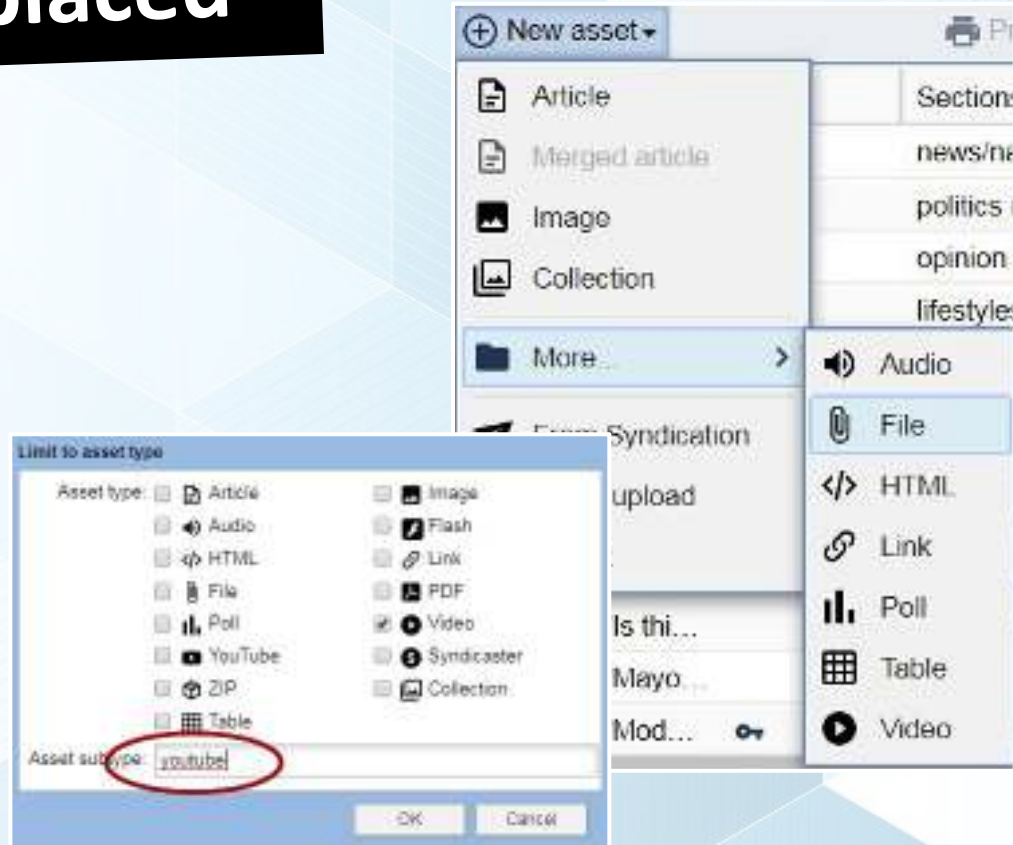 New asset
Article
Sections
Merged article
news/na
Image
politics
opinion
Collection
lifestyles
More...
Audio
Syndication
File
upload
HTML
Link
Is thi...
Poll
Mayo...
Table
Mod...
Video
Limit to asset type
Asset type: Article Image
Audio Flash
HTML Link
File PDF
Poll Video
YouTube Syndicaster
ZIP Collection
Table
Asset subtype: youtube
OK Cancel